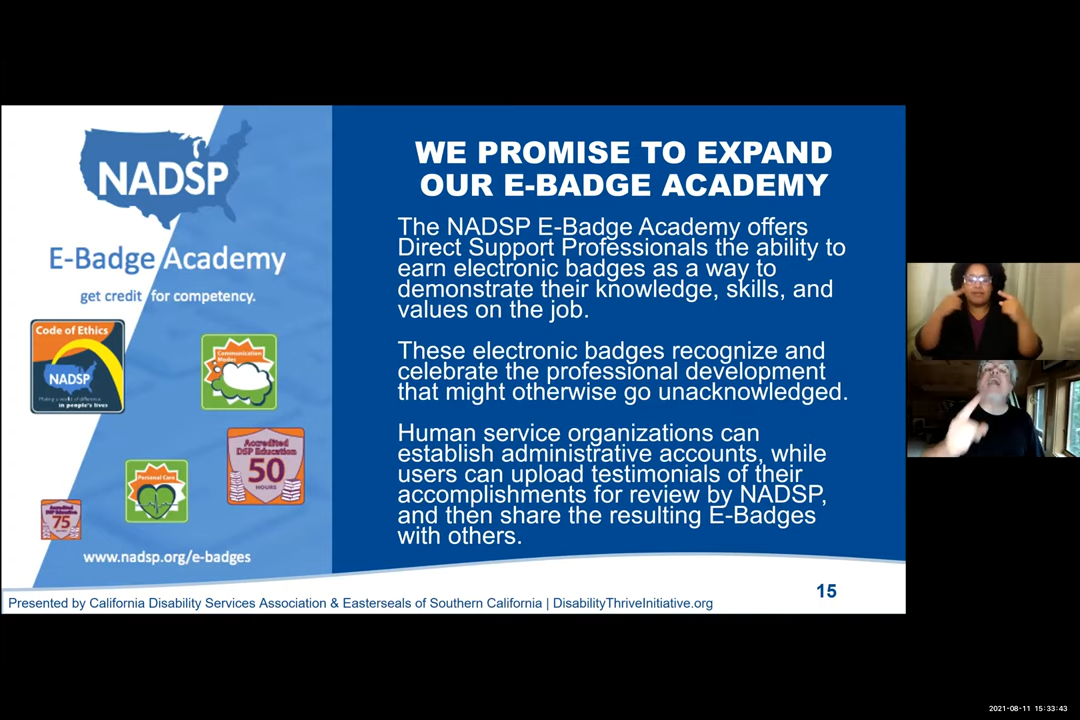 NADSP
E-Badge Academy
get credit for competency.
Code of Ethics
NADSP
Making a world of difference
in people's lives
Communication
Modes
Accredited
DSP Education
50
HOURS
Personal Care
Accredited
DSP Education
75
www.nadsp.org/e-badges
WE PROMISE TO EXPAND
OUR E-BADGE ACADEMY
The NADSP E-Badge Academy offers
Direct Support Professionals the ability to
earn electronic badges as a way to
demonstrate their knowledge, skills, and
values on the job.
These electronic badges recognize and
celebrate the professional development
that might otherwise go unacknowledged.
Human service organizations can
establish administrative accounts, while
users can upload testimonials of their
accomplishments for review by NADSP,
and then share the resulting E-Badges
with others.
15
Presented by California Disability Services Association & Easterseals of Southern California | DisabilityThriveInitiative.org
2021-08-11 15:33:43